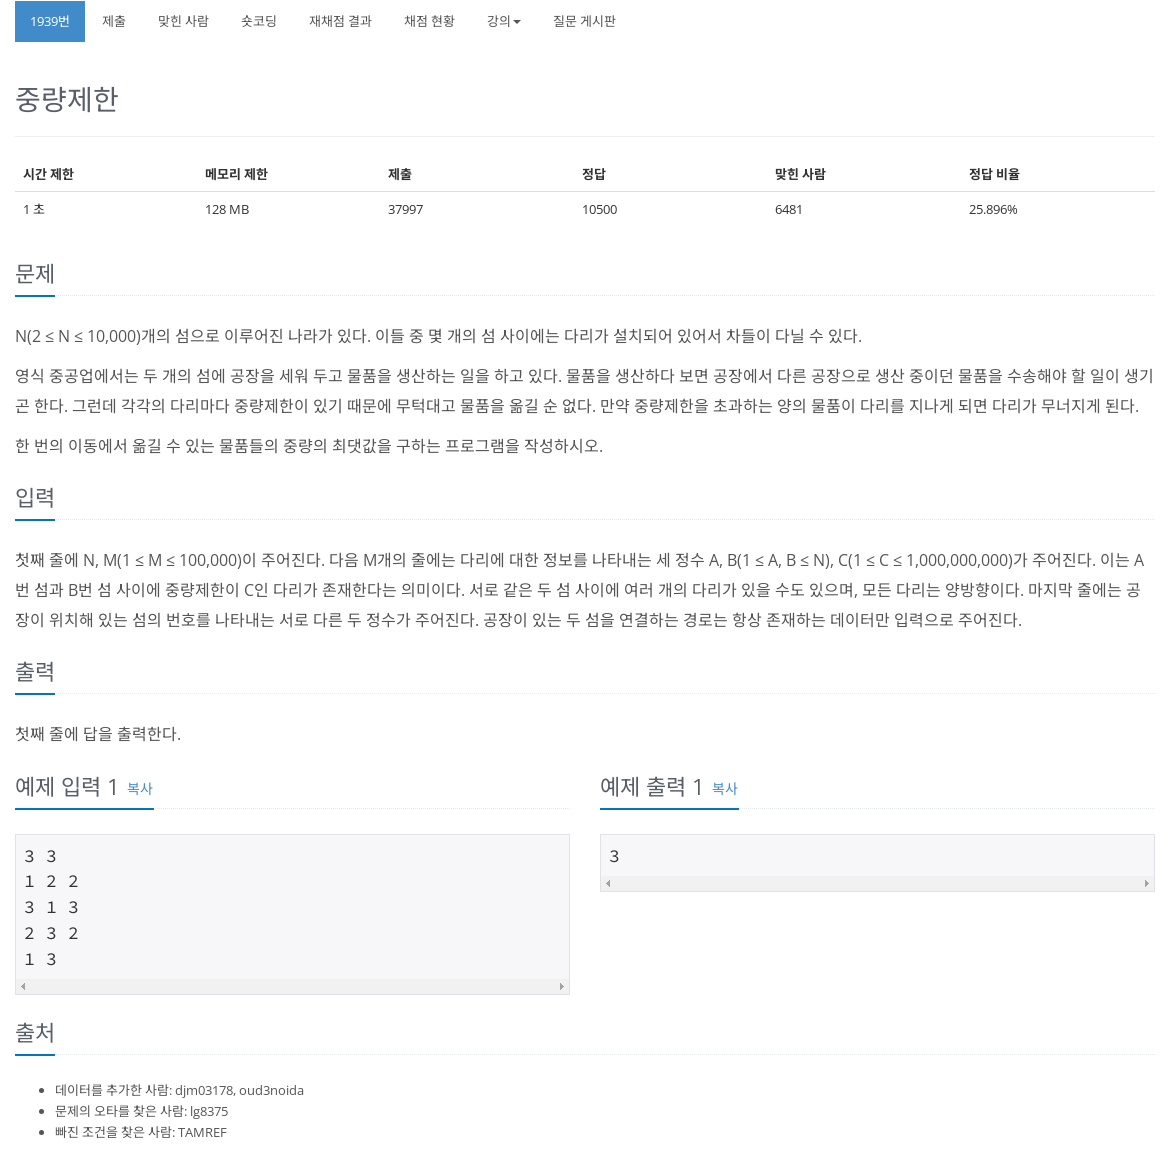 1939번 제출 맞힌 사람 숏코딩 재채점 결과 채점 현황 강의 질문 게시판
중량제한
시간 제한 메모리 제한 제출 정답 맞힌 사람 정답 비율
1 초 128 MB 37997 10500 6481 25.896%
문제
N(2 ≤ N ≤ 10,000)개의 섬으로 이루어진 나라가 있다. 이들 중 몇 개의 섬 사이에는 다리가 설치되어 있어서 차들이 다닐 수 있다.
영식 중공업에서는 두 개의 섬에 공장을 세워 두고 물품을 생산하는 일을 하고 있다. 물품을 생산하다 보면 공장에서 다른 공장으로 생산 중이던 물품을 수송해야 할 일이 생기
곤 한다. 그런데 각각의 다리마다 중량제한이 있기 때문에 무턱대고 물품을 옮길 순 없다. 만약 중량제한을 초과하는 양의 물품이 다리를 지나게 되면 다리가 무너지게 된다.
한 번의 이동에서 옮길 수 있는 물품들의 중량의 최댓값을 구하는 프로그램을 작성하시오.
입력
첫째 줄에 N, M(1 ≤ M ≤ 100,000)이 주어진다. 다음 M개의 줄에는 다리에 대한 정보를 나타내는 세 정수 A, B(1 ≤ A, B ≤ N), C(1 ≤ C ≤ 1,000,000,000)가 주어진다. 이는 A
번 섬과 B번 섬 사이에 중량제한이 C인 다리가 존재한다는 의미이다. 서로 같은 두 섬 사이에 여러 개의 다리가 있을 수도 있으며, 모든 다리는 양방향이다. 마지막 줄에는 공
장이 위치해 있는 섬의 번호를 나타내는 서로 다른 두 정수가 주어진다. 공장이 있는 두 섬을 연결하는 경로는 항상 존재하는 데이터만 입력으로 주어진다.
출력
첫째 줄에 답을 출력한다.
예제 입력 1 복사
3 3
1 2 2
3 1 3
2 3 2
1 3
예제 출력 1 복사
3
출처
데이터를 추가한 사람: djm03178, oud3noida
문제의 오타를 찾은 사람: lg8375
빠진 조건을 찾은 사람: TAMREF